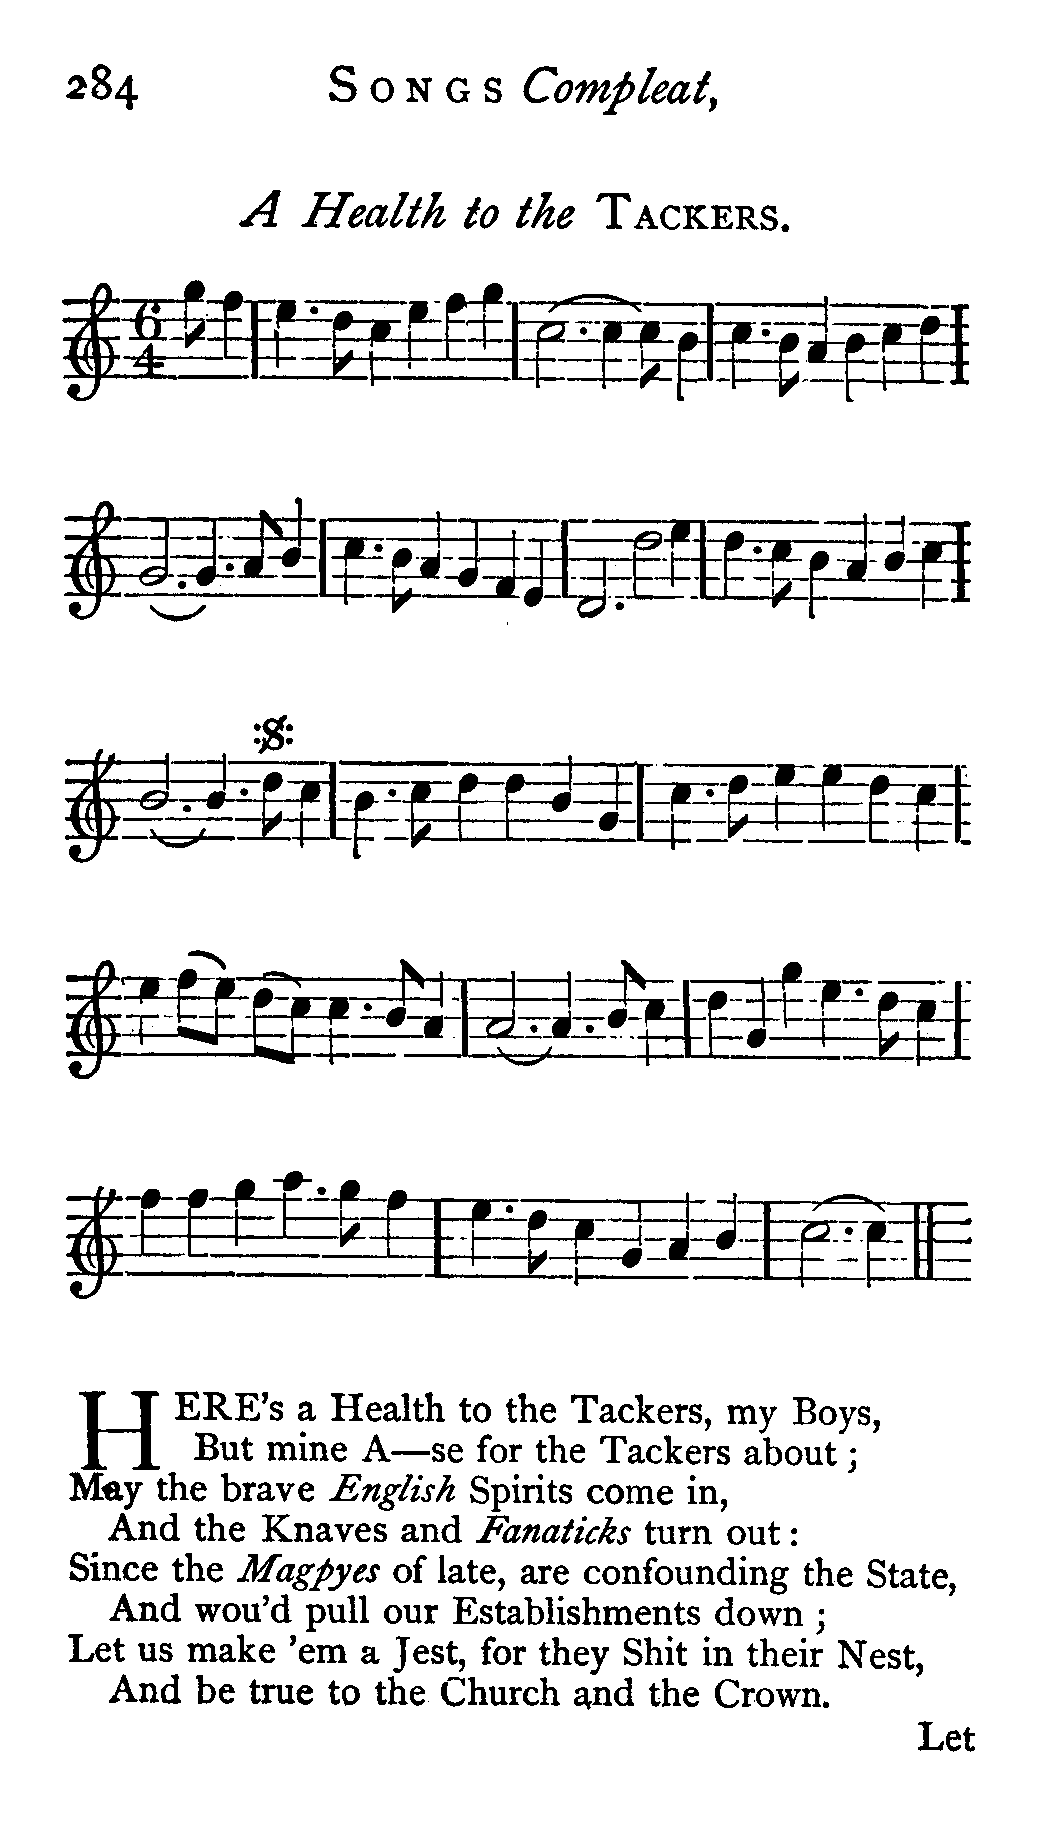 284 SONGS Compleat,
A Health to the TACKERS.
6
4
HERE's a Health to the Tackers, my Boys,
But mine A—se for the Tackers about ;
May the brave English Spirits come in,
And the Knaves and Fanaticks turn out :
Since the Magpyes of late, are confounding the State,
And wou'd pull our Establishments down ;
Let us make 'em a Jest, for they Shit in their Nest,
And be true to the Church and the Crown.
Let